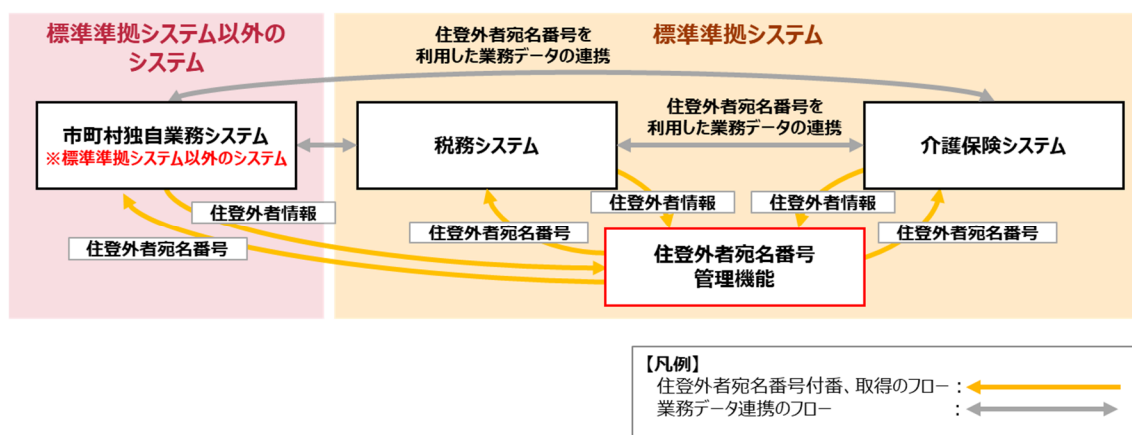 標準準拠システム以外の
システム
標準準拠システム
住登外者宛名番号を
利用した業務データの連携
市町村独自業務システム
※標準準拠システム以外のシステム
税務システム
住登外者宛名番号を
利用した業務データの連携
介護保険システム
住登外者情報
住登外者宛名番号
住登外者情報
住登外者宛名番号
住登外者情報
住登外者宛名番号
住登外者宛名番号
管理機能
【凡例】
住登外者宛名番号付番、取得のフロー：
業務データ連携のフロー ：